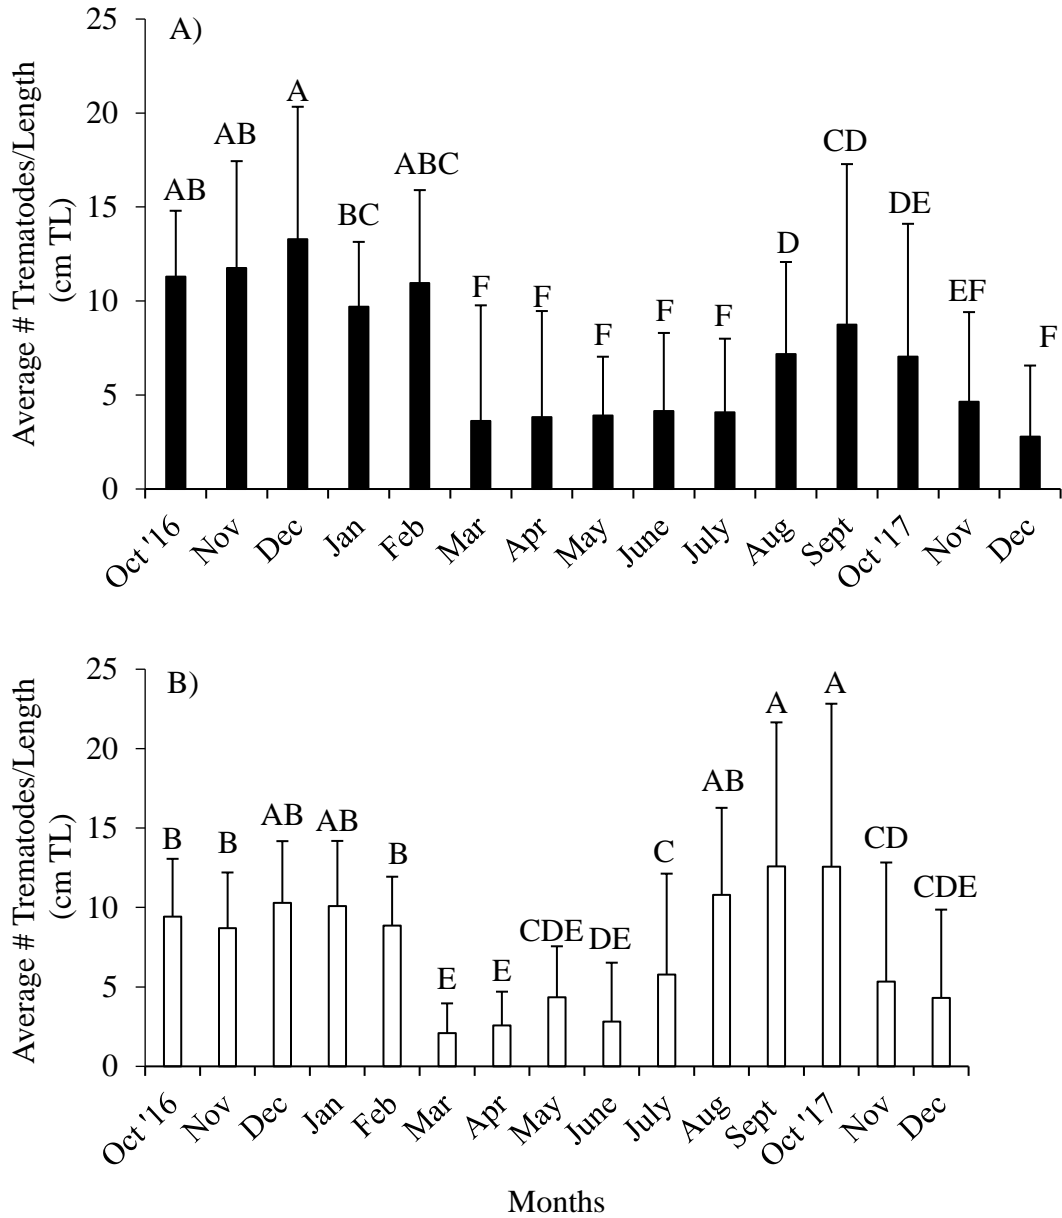 A)
Average # Trematodes/Length
(cm TL)
25
20
15
10
5
0
AB
AB
A
BC
ABC
F
F
F
F
F
D
CD
DE
EF
F
Oct '16
Nov
Dec
Jan
Feb
Mar
Apr
May
June
July
Aug
Sept
Oct '17
Nov
Dec
B)
Average # Trematodes/Length
(cm TL)
25
20
15
10
5
0
B
B
AB
AB
B
E
E
CDE
DE
C
AB
A
A
CD
CDE
Oct '16
Nov
Dec
Jan
Feb
Mar
Apr
May
June
July
Aug
Sept
Oct '17
Nov
Dec
Months